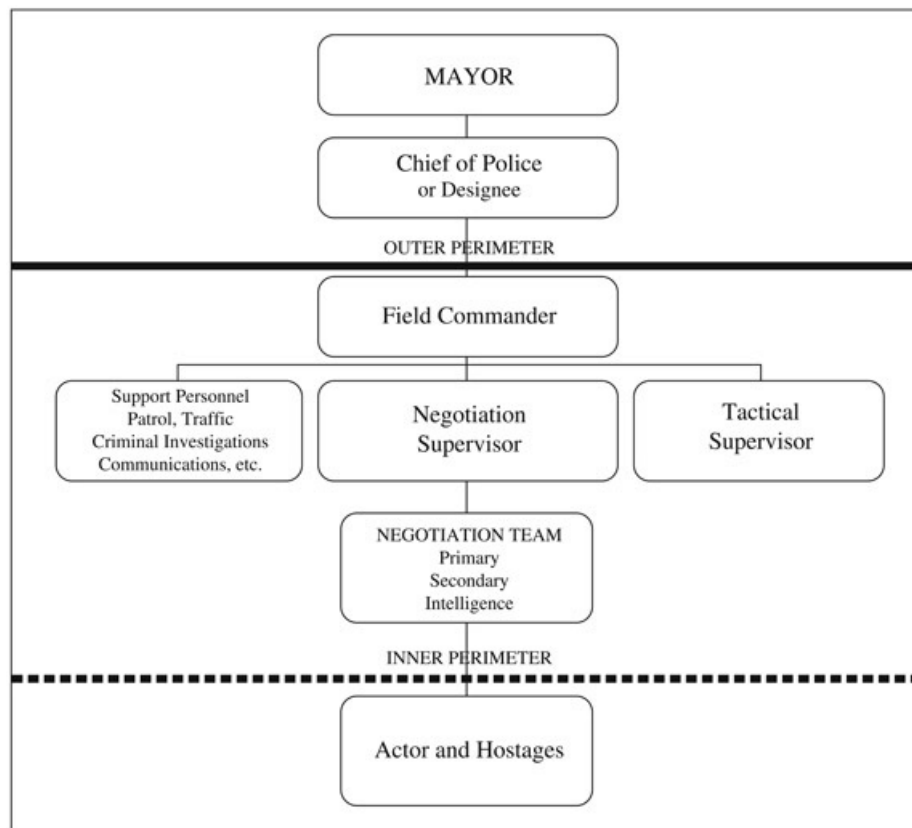 MAYOR
Chief of Police
or Designee
OUTER PERIMETER
Field Commander
Support Personnel
Patrol, Traffic
Criminal Investigations
Communications, etc.
Negotiation
Supervisor
Tactical
Supervisor
NEGOTIATION TEAM
Primary
Secondary
Intelligence
INNER PERIMETER
Actor and Hostages